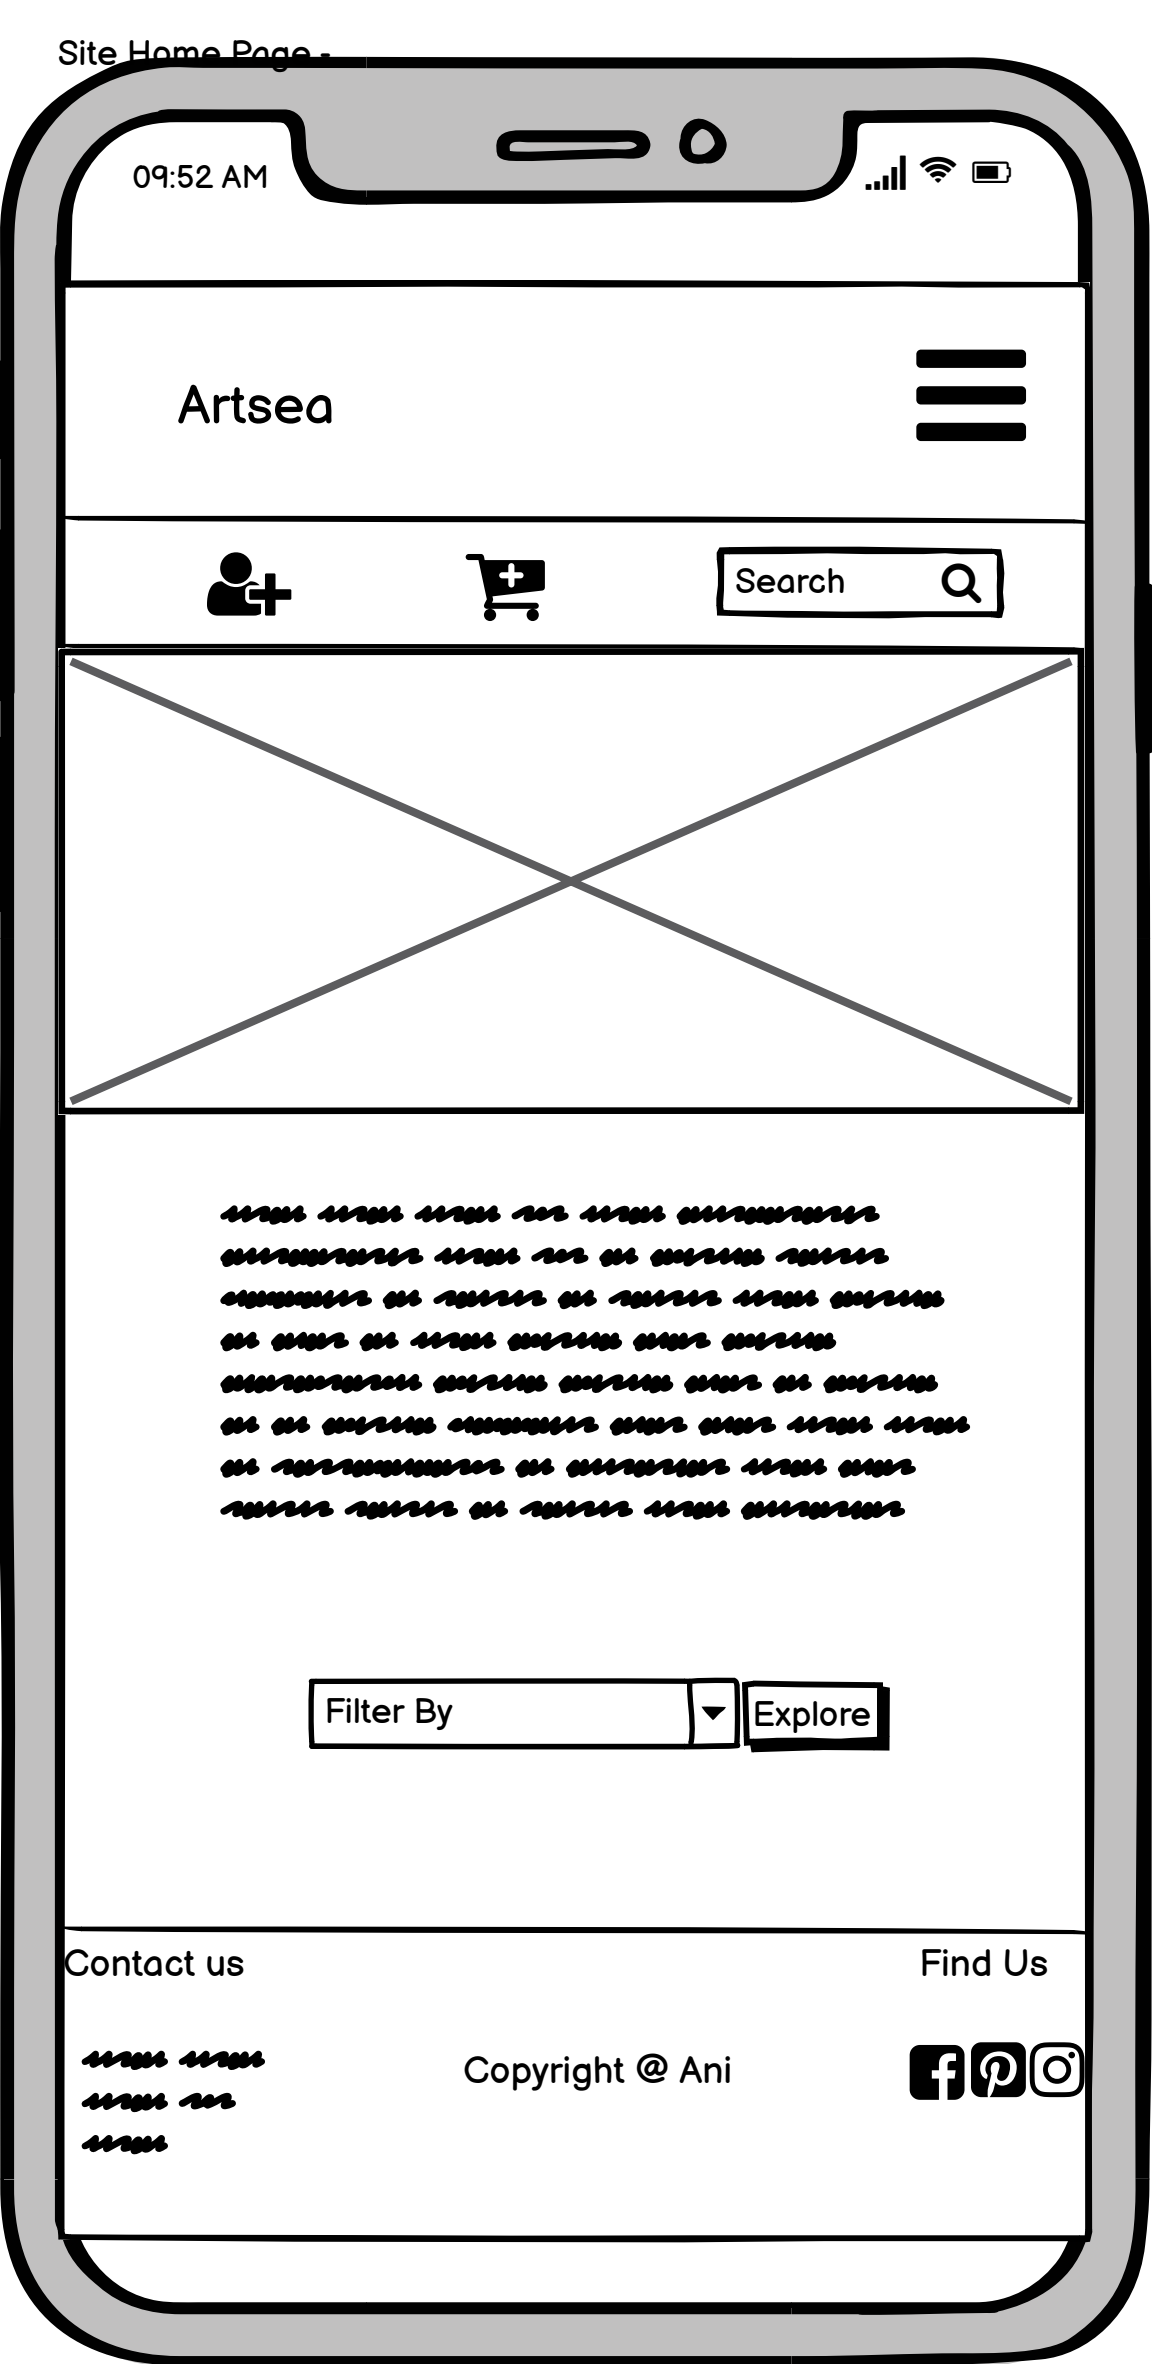 Site Home Page -
09:52 AM
Artsea
Search
Filter By
Explore
Contact us
Find Us
Copyright @ Ani